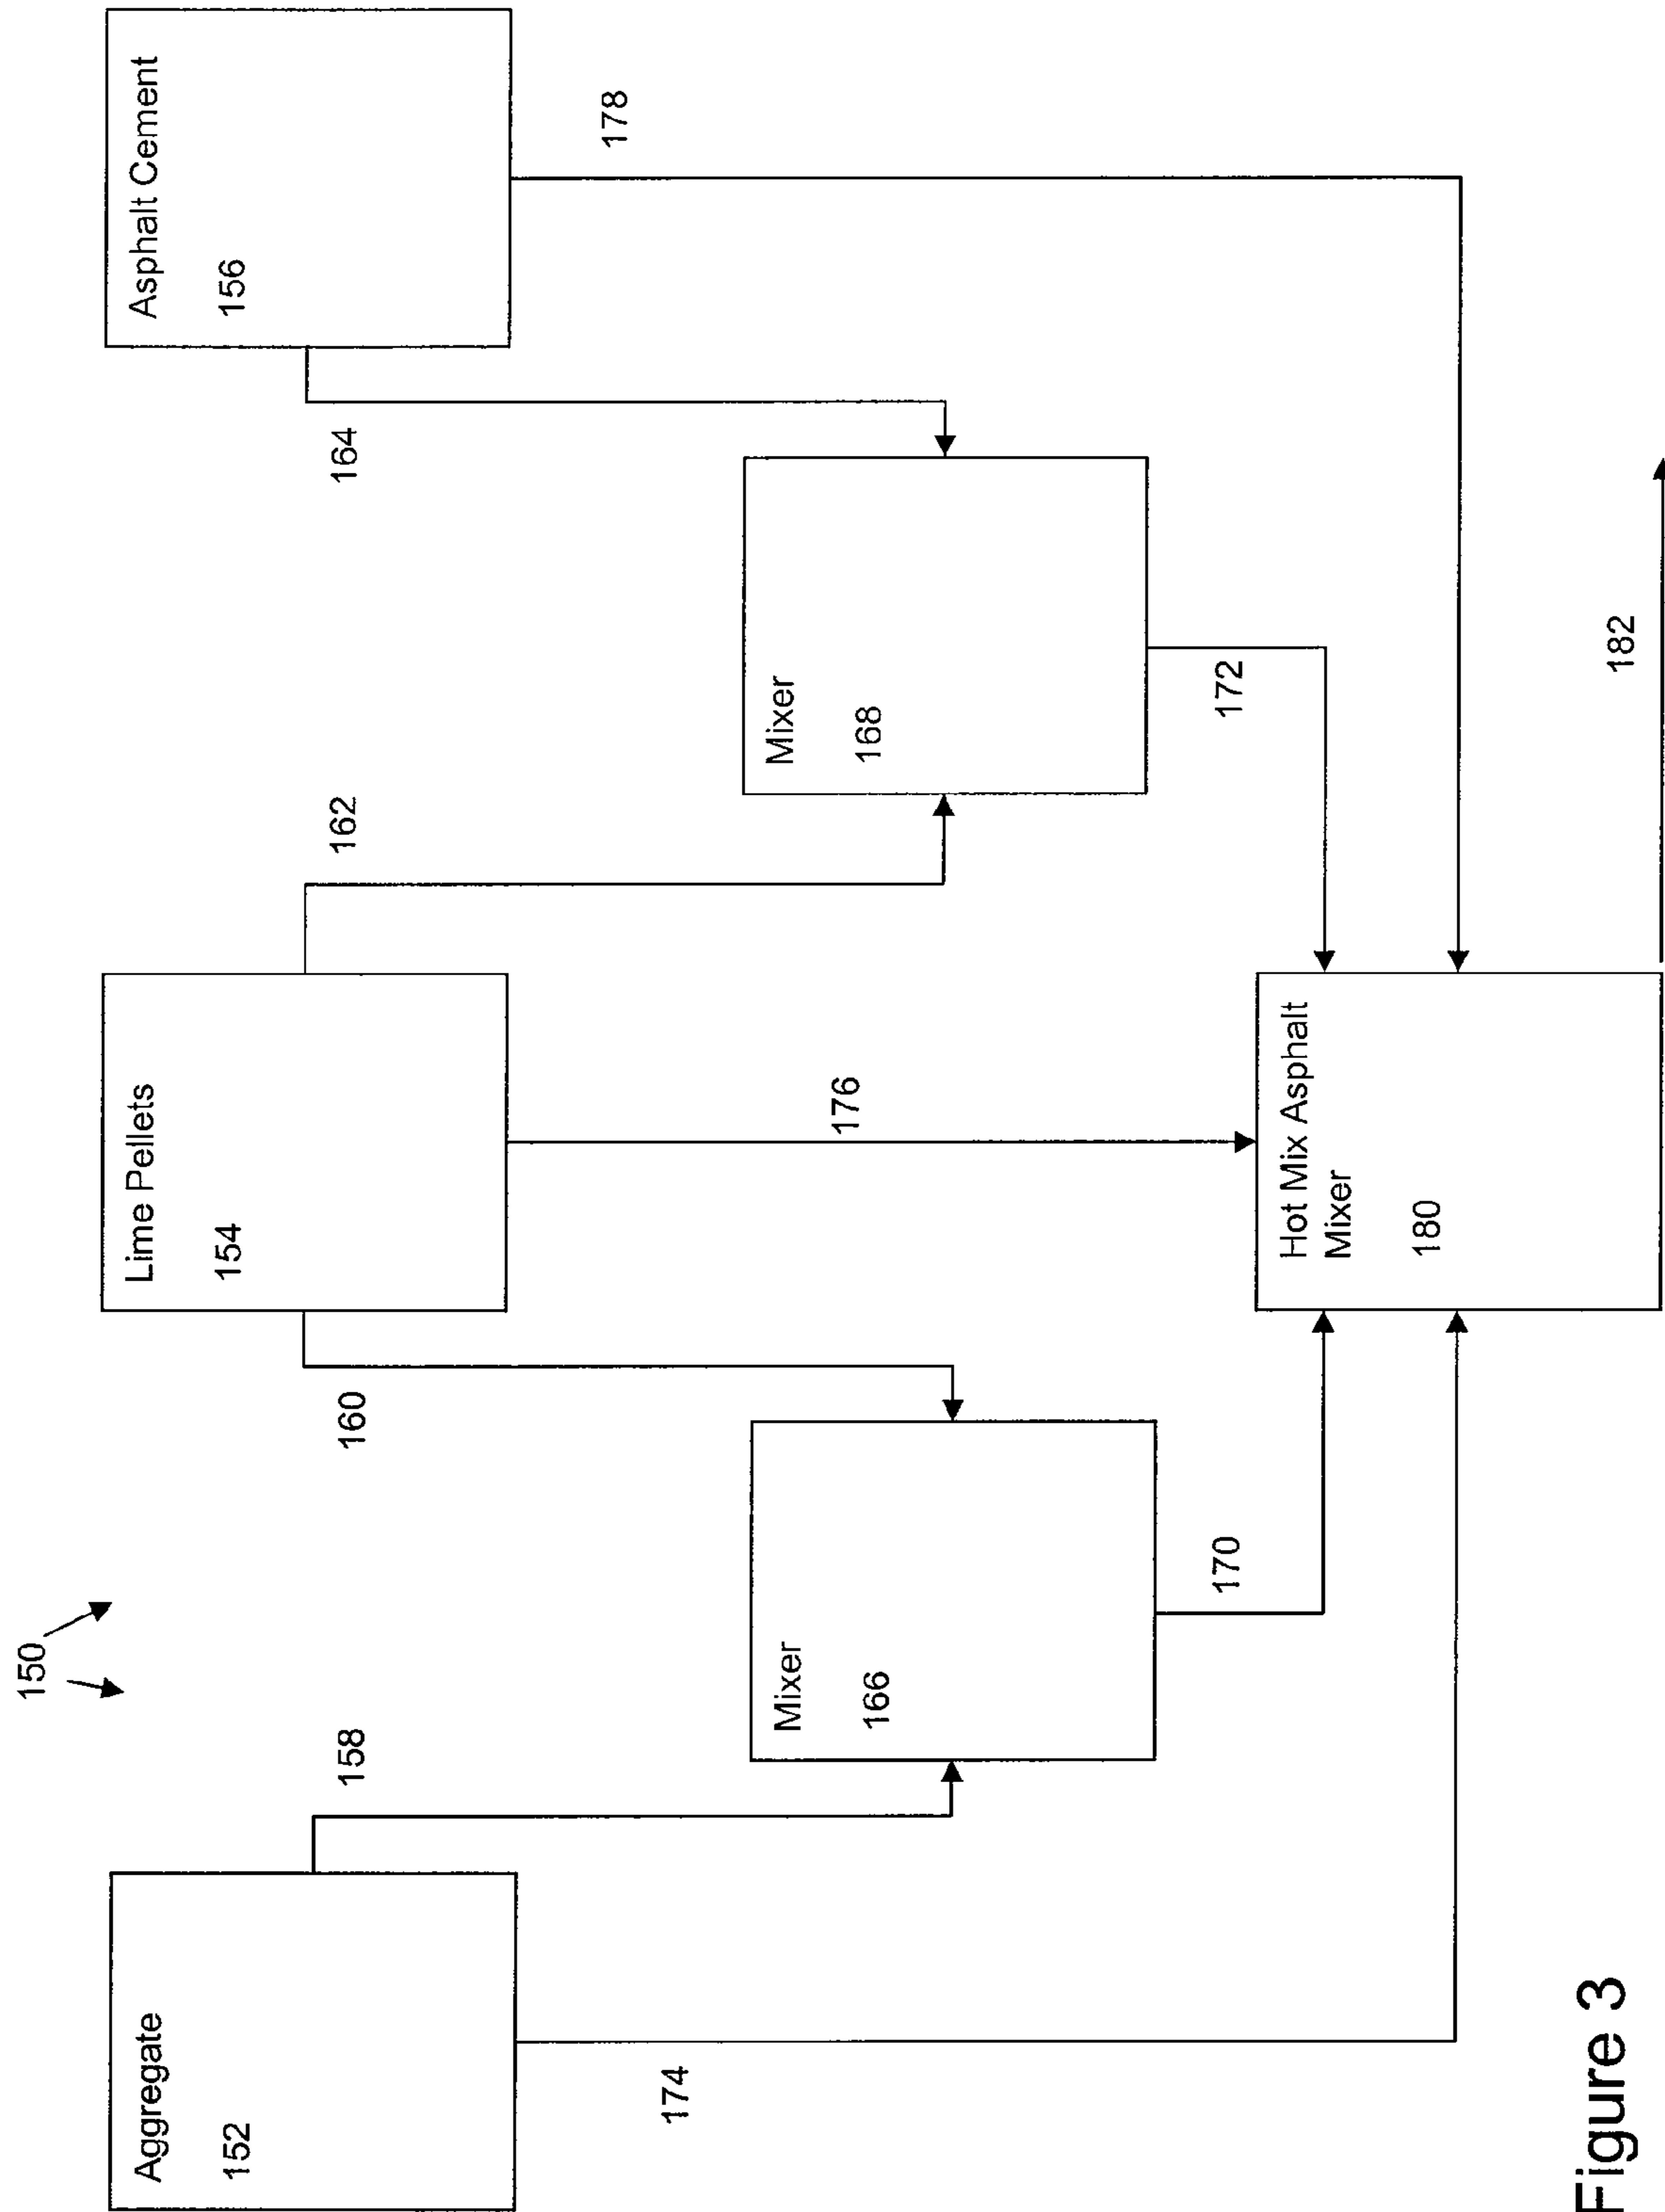 150
Aggregate
152
Lime Pellets
154
Asphalt Cement
156
158
160
162
164
Mixer
166
Mixer
168
174
176
178
170
172
Hot Mix Asphalt
Mixer
180
182
Figure 3